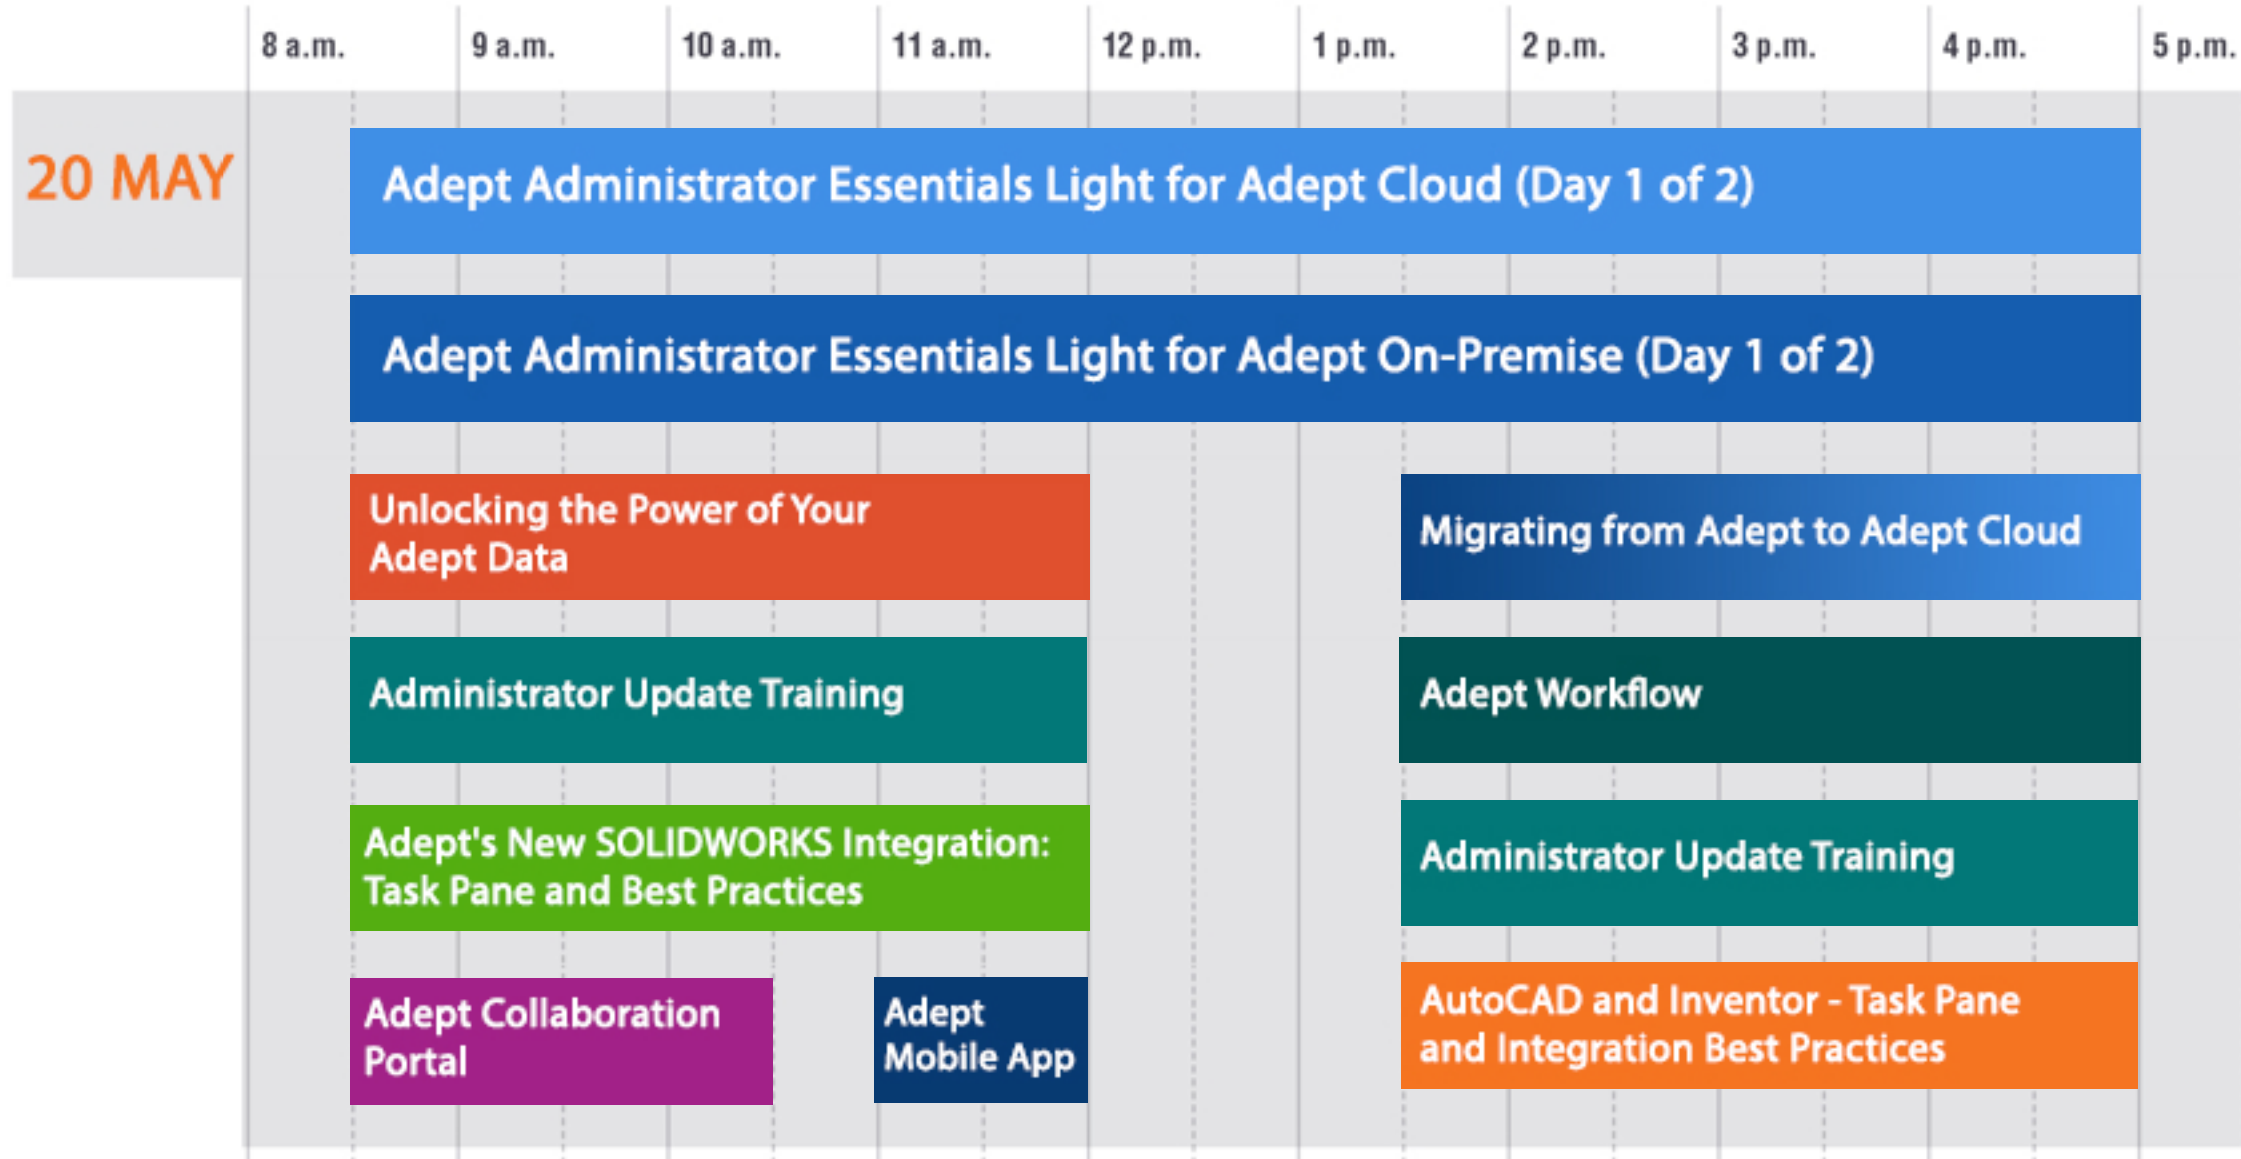 8 a.m. 9 a.m. 10 a.m. 11 a.m. 12 p.m. 1 p.m. 2 p.m. 3 p.m. 4 p.m. 5 p.m.
20 MAY
Adept Administrator Essentials Light for Adept Cloud (Day 1 of 2)
Adept Administrator Essentials Light for Adept On-Premise (Day 1 of 2)
Unlocking the Power of Your
Adept Data
Migrating from Adept to Adept Cloud
Administrator Update Training
Adept Workflow
Adept's New SOLIDWORKS Integration:
Task Pane and Best Practices
Administrator Update Training
Adept Collaboration
Portal
Adept
Mobile App
AutoCAD and Inventor - Task Pane
and Integration Best Practices